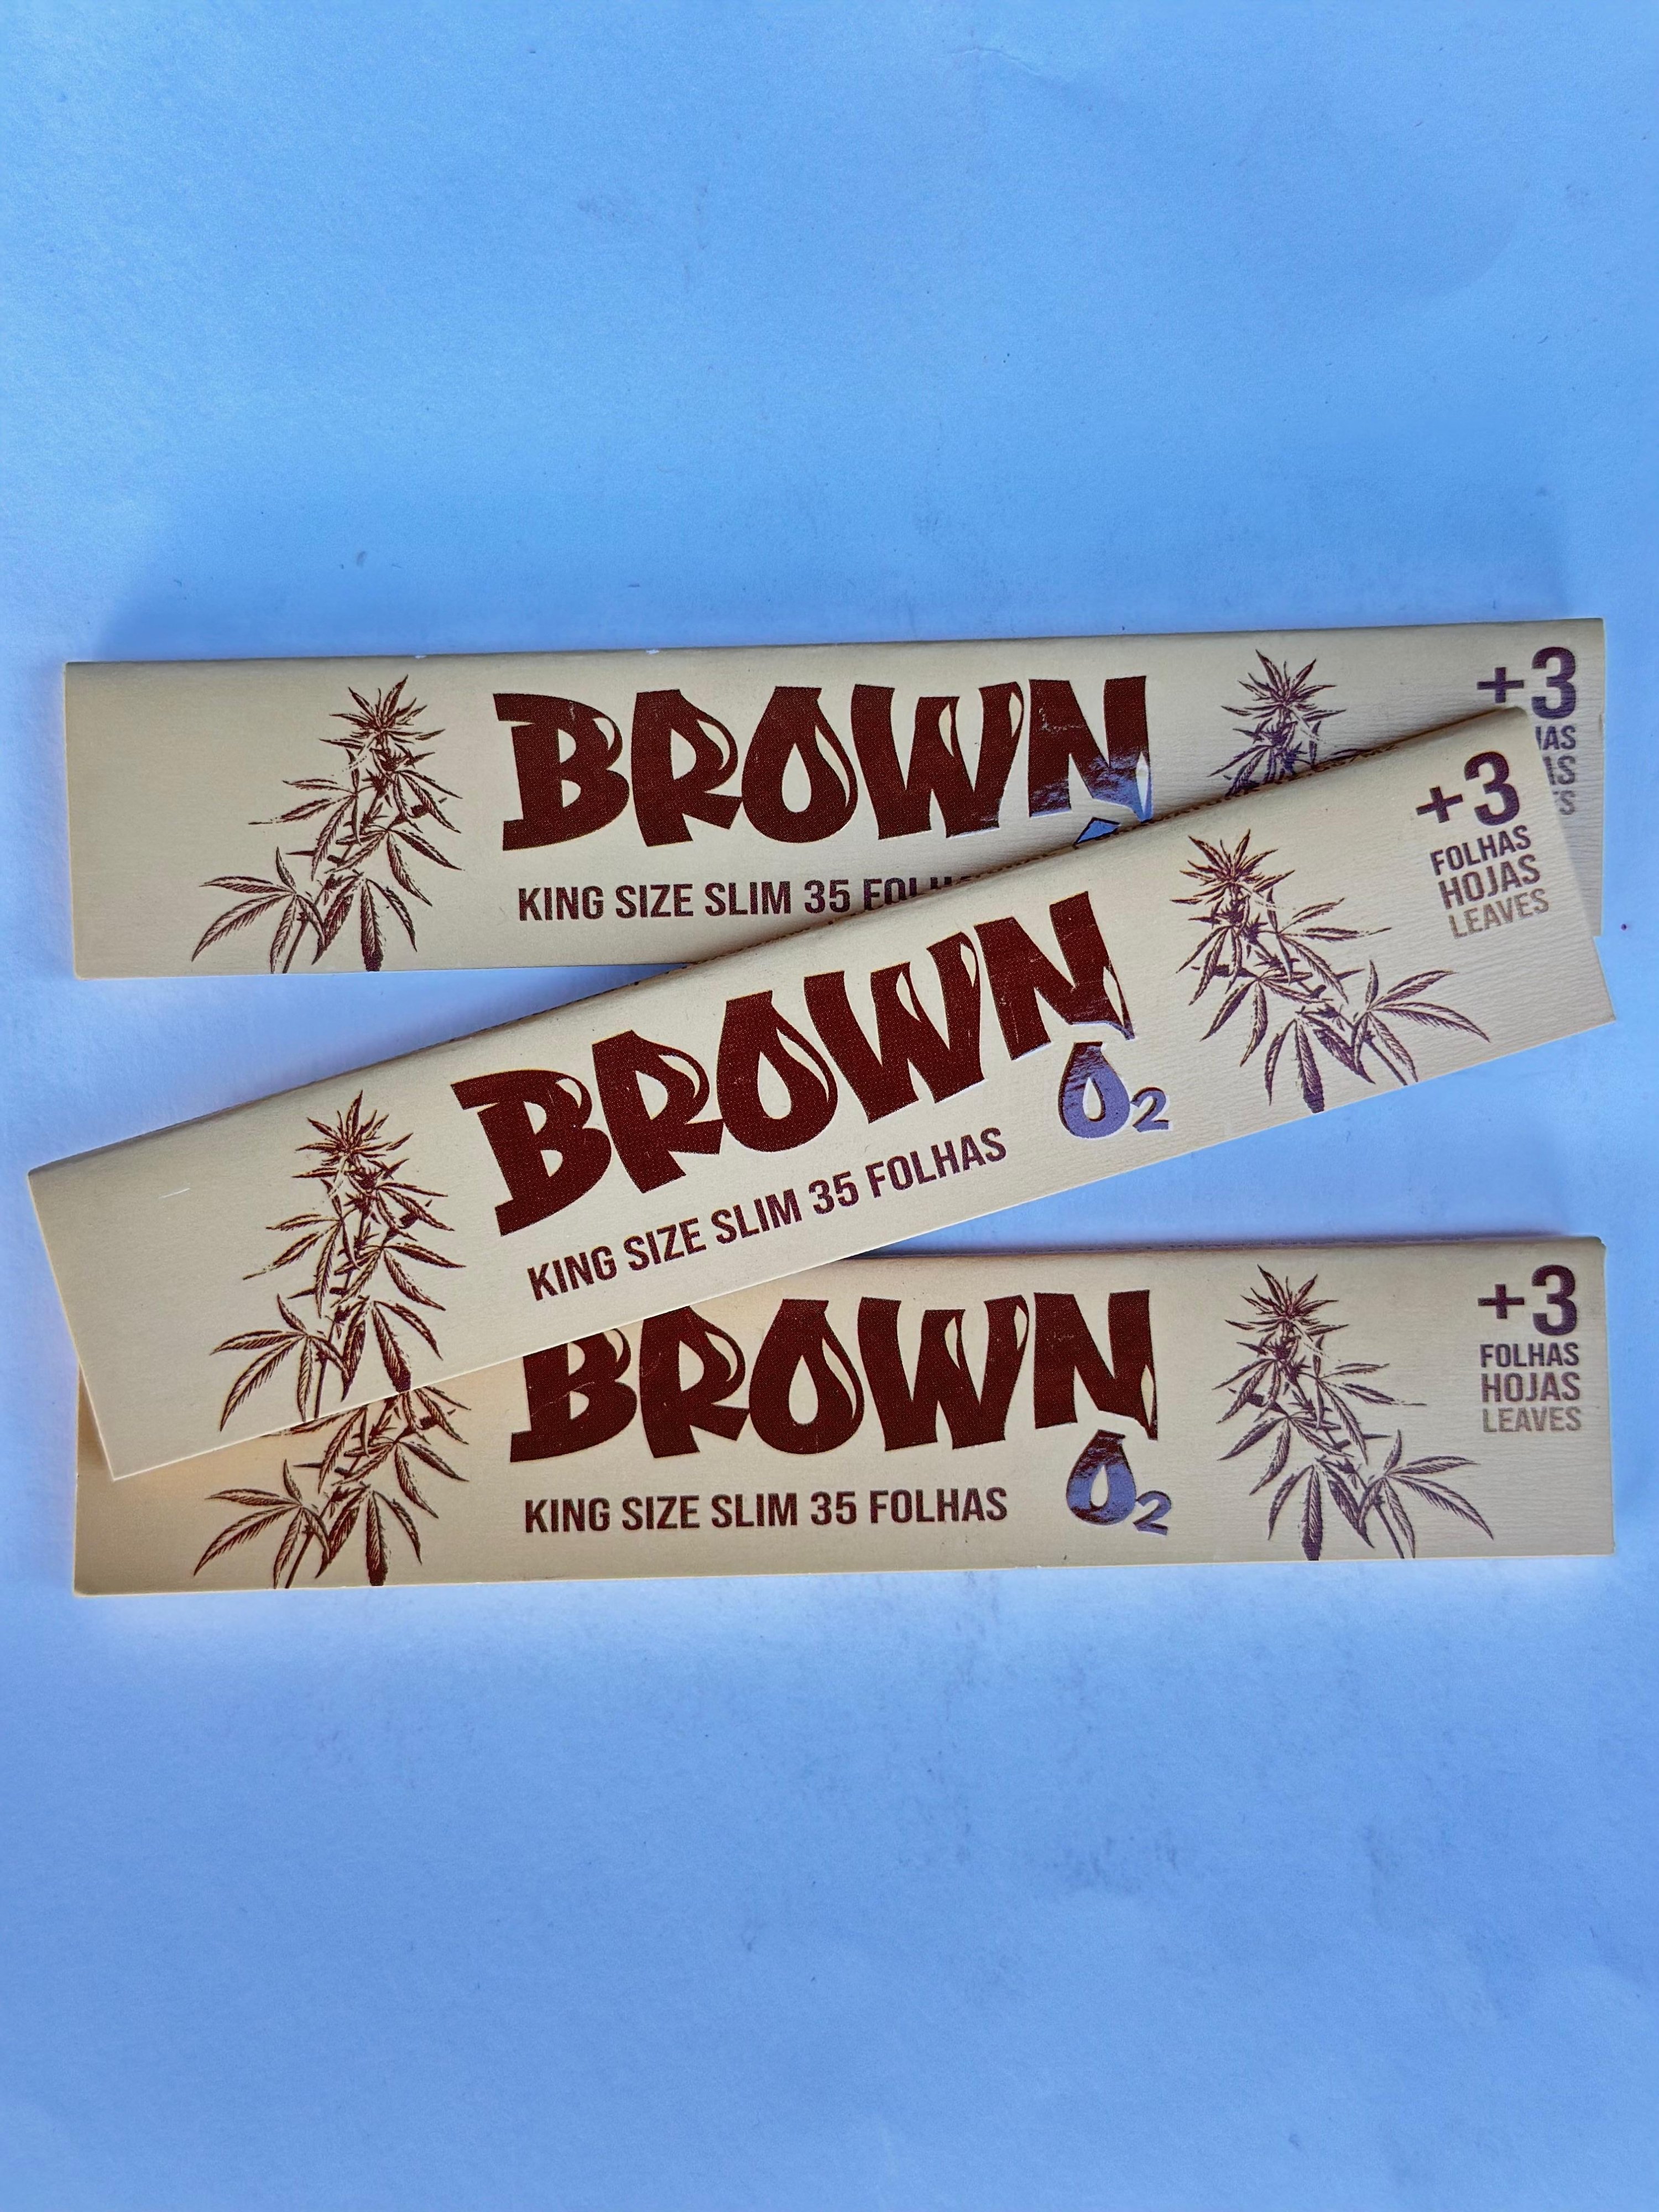 BROWN
+3
KING SIZE SLIM 35
BROWN
O2
KING SIZE SLIM 35 FOLHAS
+3
FOLHAS
HOJAS
LEAVES
BROWN
O2
KING SIZE SLIM 35 FOLHAS
+3
FOLHAS
HOJAS
LEAVES